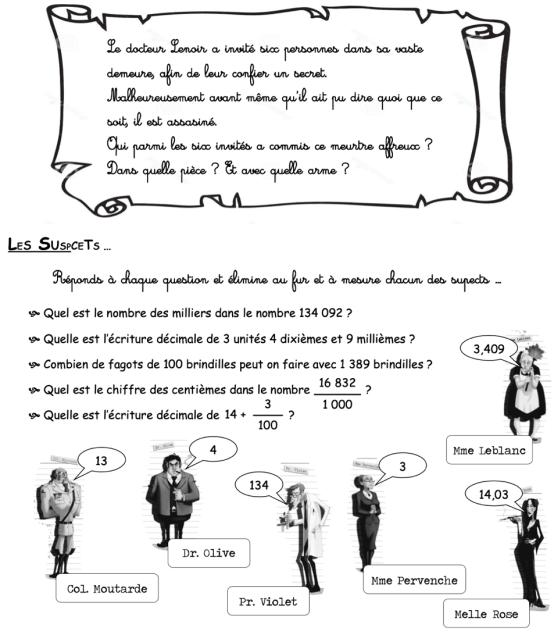 Le docteur Lenoir a invité six personnes dans sa vaste
demeure, afin de leur confier un secret.
Malheureusement avant même qu'il ait pu dire quoi que ce
soit, il est assasiné.
Qui parmi les six invités a commis ce meurtre affreux ?
Dans quelle pièce ? Et avec quelle arme ?
LES SUSPCETS ...
Réponds à chaque question et élimine au fur et à mesure chacun des supects ...
Quel est le nombre des milliers dans le nombre 134 092 ?
Quelle est l'écriture décimale de 3 unités 4 dixièmes et 9 millièmes ?
Combien de fagots de 100 brindilles peut on faire avec 1 389 brindilles ?
Quel est le chiffre des centièmes dans le nombre 16 832 / 1 000 ?
Quelle est l'écriture décimale de 14 + 3 / 100 ?
3,409
Mme Leblanc
13
Col. Moutarde
4
Dr. Olive
134
Pr. Violet
3
Mme Pervenche
14,03
Melle Rose